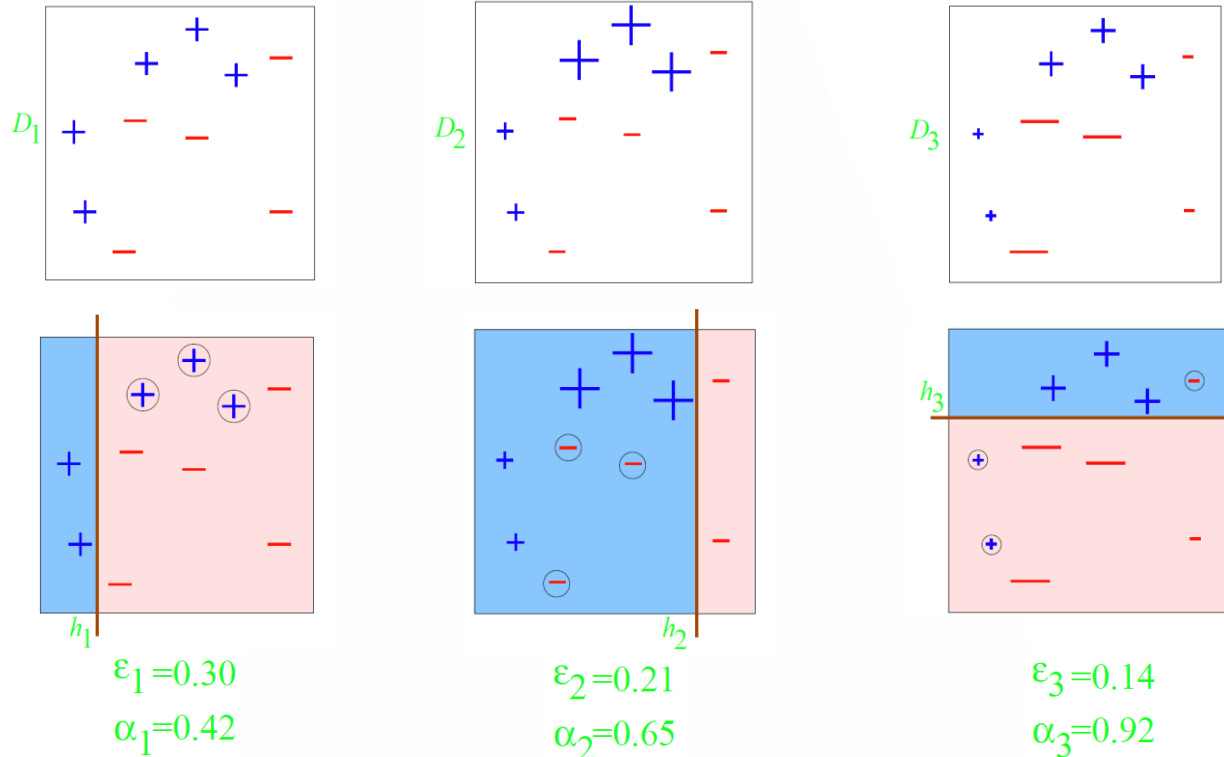 D₁
D₂
D₃
h₁
h₂
h₃
ε₁=0.30
α₁=0.42
ε₂=0.21
α₂=0.65
ε₃=0.14
α₃=0.92